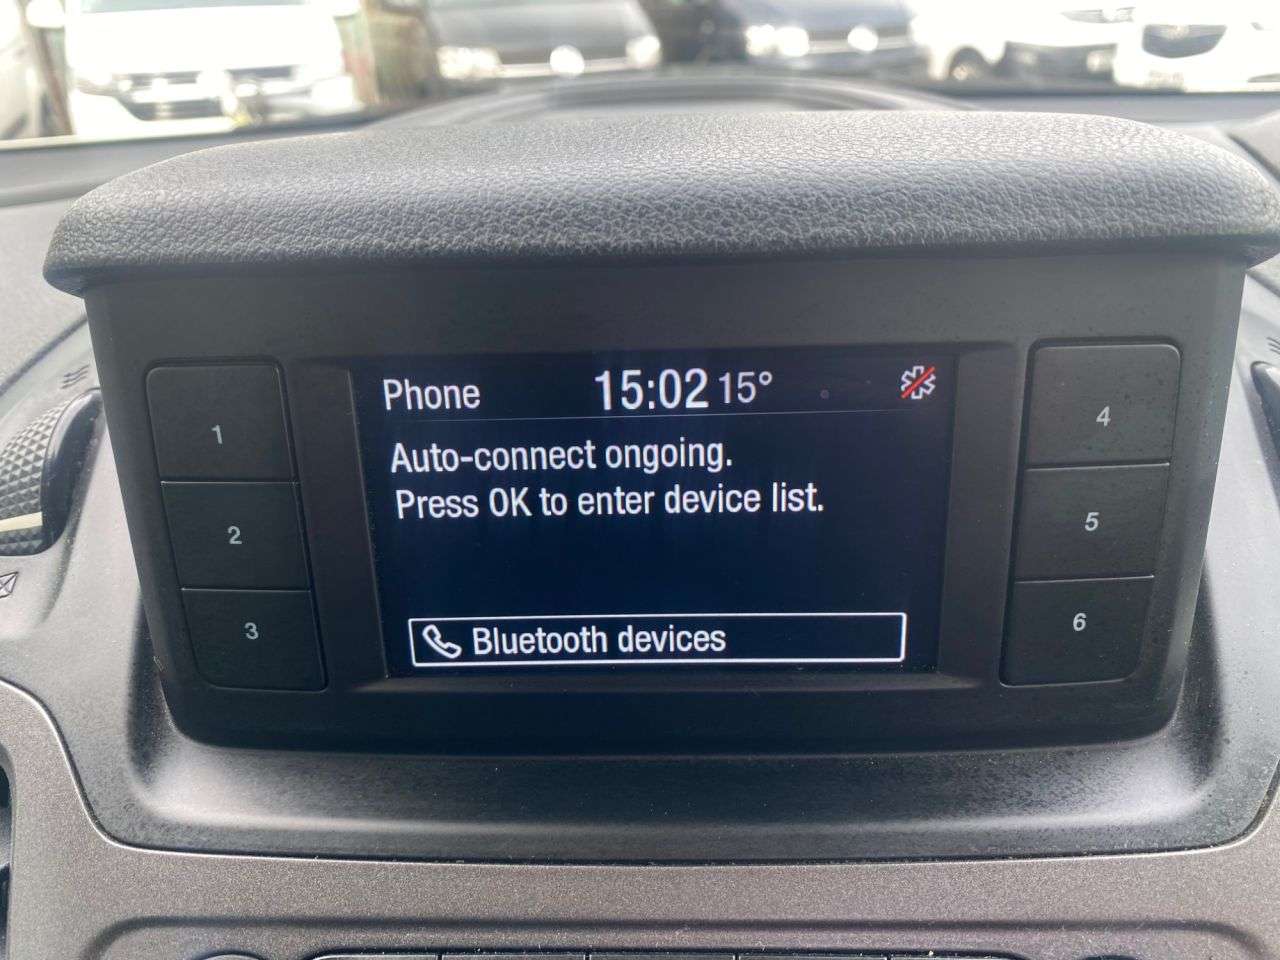 Phone 15:02 15°
Auto-connect ongoing.
Press OK to enter device list.
Bluetooth devices
1
2
3
4
5
6